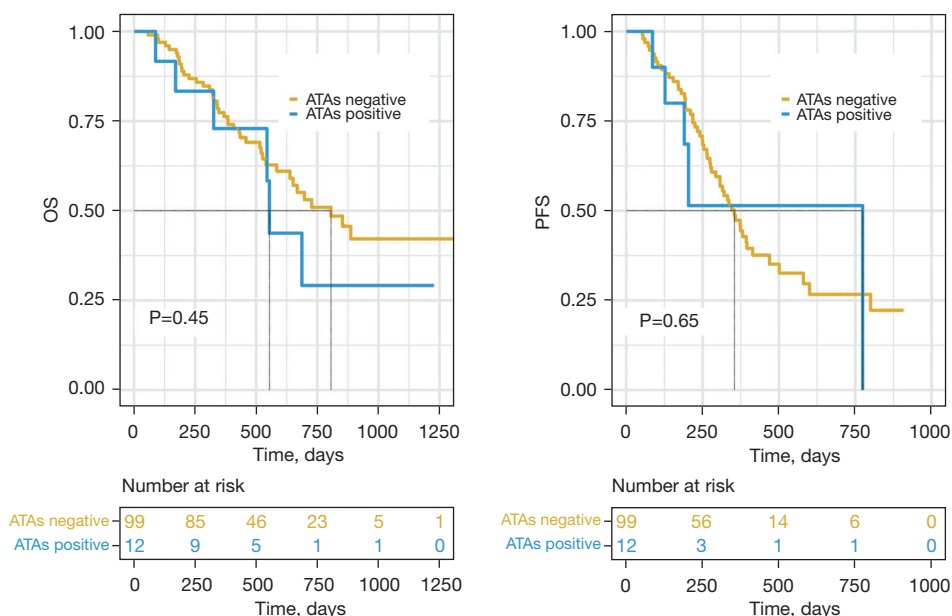 1.00
0.75
0.50
0.25
0.00
OS
ATAs negative
ATAs positive
P=0.45
0 250 500 750 1000 1250
Time, days
Number at risk
ATAs negative 99 85 46 23 5 1
ATAs positive 12 9 5 1 1 0
0 250 500 750 1000 1250
Time, days
1.00
0.75
0.50
0.25
0.00
PFS
ATAs negative
ATAs positive
P=0.65
0 250 500 750 1000
Time, days
Number at risk
ATAs negative 99 56 14 6 0
ATAs positive 12 3 1 1 0
0 250 500 750 1000
Time, days